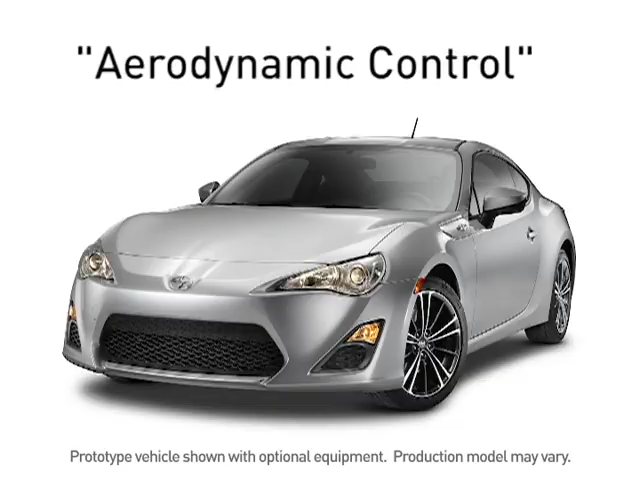 "Aerodynamic Control"
Prototype vehicle shown with optional equipment. Production model may vary.